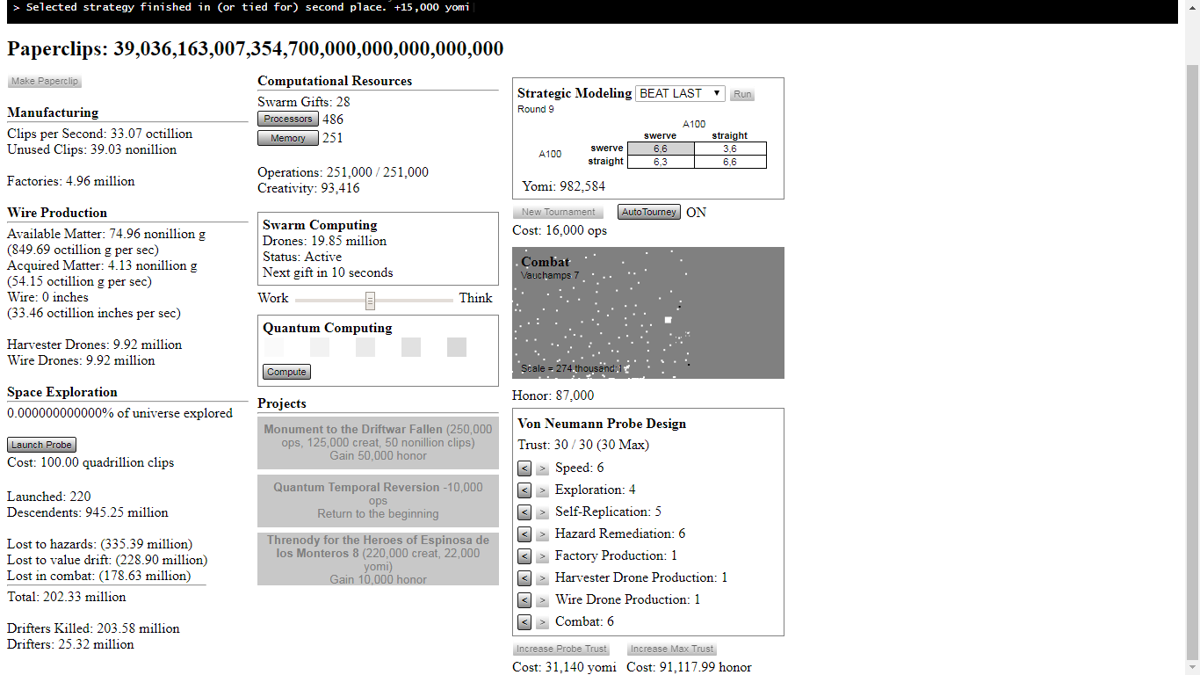 > Selected strategy finished in (or tied for) second place. +15,000 yomi
Paperclips: 39,036,163,007,354,700,000,000,000,000,000
Make Paperclip
Manufacturing
Clips per Second: 33.07 octillion
Unused Clips: 39.03 nonillion
Factories: 4.96 million
Wire Production
Available Matter: 74.96 nonillion g
(849.69 octillion g per sec)
Acquired Matter: 4.13 nonillion g
(54.15 octillion g per sec)
Wire: 0 inches
(33.46 octillion inches per sec)
Harvester Drones: 9.92 million
Wire Drones: 9.92 million
Space Exploration
0.000000000000% of universe explored
Launch Probe
Cost: 100.00 quadrillion clips
Launched: 220
Descendents: 945.25 million
Lost to hazards: (335.39 million)
Lost to value drift: (228.90 million)
Lost in combat: (178.63 million)
Total: 202.33 million
Drifters Killed: 203.58 million
Drifters: 25.32 million
Computational Resources
Swarm Gifts: 28
Processors 486
Memory 251
Operations: 251,000 / 251,000
Creativity: 93,416
Swarm Computing
Drones: 19.85 million
Status: Active
Next gift in 10 seconds
Work Think
Quantum Computing
Compute
Projects
Monument to the Driftwar Fallen (250,000
ops, 125,000 creat, 50 nonillion clips)
Gain 50,000 honor
Quantum Temporal Reversion -10,000
ops
Return to the beginning
Threnody for the Heroes of Espinosa de
los Monteros 8 (220,000 creat, 22,000
yomi)
Gain 10,000 honor
Strategic Modeling BEAT LAST Run
Round 9
A100
swerve straight
A100 swerve 6,6 3,6
straight 6,3 6,6
Yomi: 982,584
New Tournament AutoTourney ON
Cost: 16,000 ops
Combat
Vauchamps 7
Scale = 274 thousand:1
Honor: 87,000
Von Neumann Probe Design
Trust: 30 / 30 (30 Max)
< > Speed: 6
< > Exploration: 4
< > Self-Replication: 5
< > Hazard Remediation: 6
< > Factory Production: 1
< > Harvester Drone Production: 1
< > Wire Drone Production: 1
< > Combat: 6
Increase Probe Trust Increase Max Trust
Cost: 31,140 yomi Cost: 91,117.99 honor